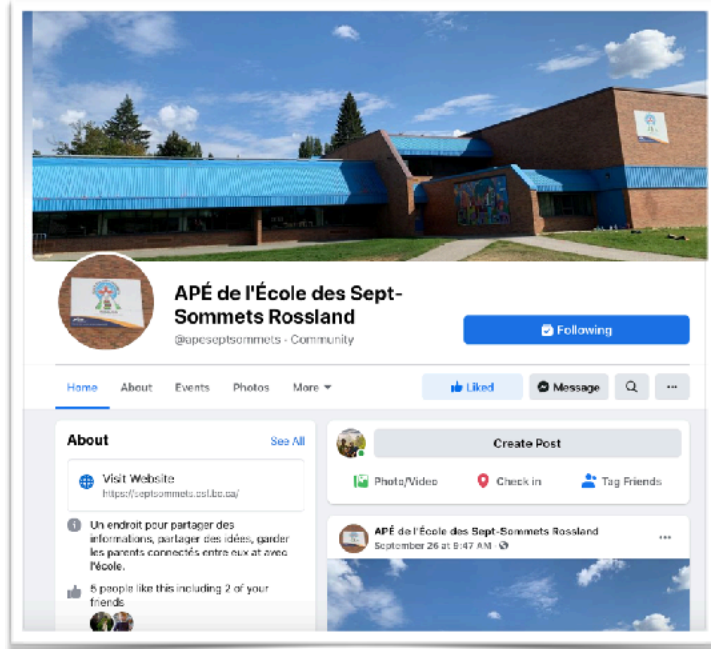 APÉ de l'École des Sept-
Sommets Rossland
@apeseptsommets · Community
Following
Home About Events Photos More
Liked Message
About See All
Visit Website
https://septsommets.csf.bc.ca/
Un endroit pour partager des
informations, partager des idées, garder
les parents connectés entre eux at avec
l'école.
5 people like this including 2 of your
friends
Create Post
Photo/Video Check in Tag Friends
APÉ de l'École des Sept-Sommets Rossland
September 26 at 9:47 AM ·